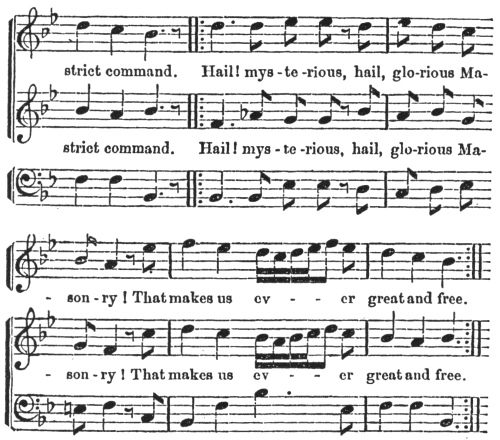 strict command. Hail! mys - te - rious, hail, glo-rious Ma-
strict command. Hail! mys - te - rious, hail, glo-rious Ma-
- son - ry! That makes us ev - - er great and free.
- son - ry! That makes us ev - - er great and free.